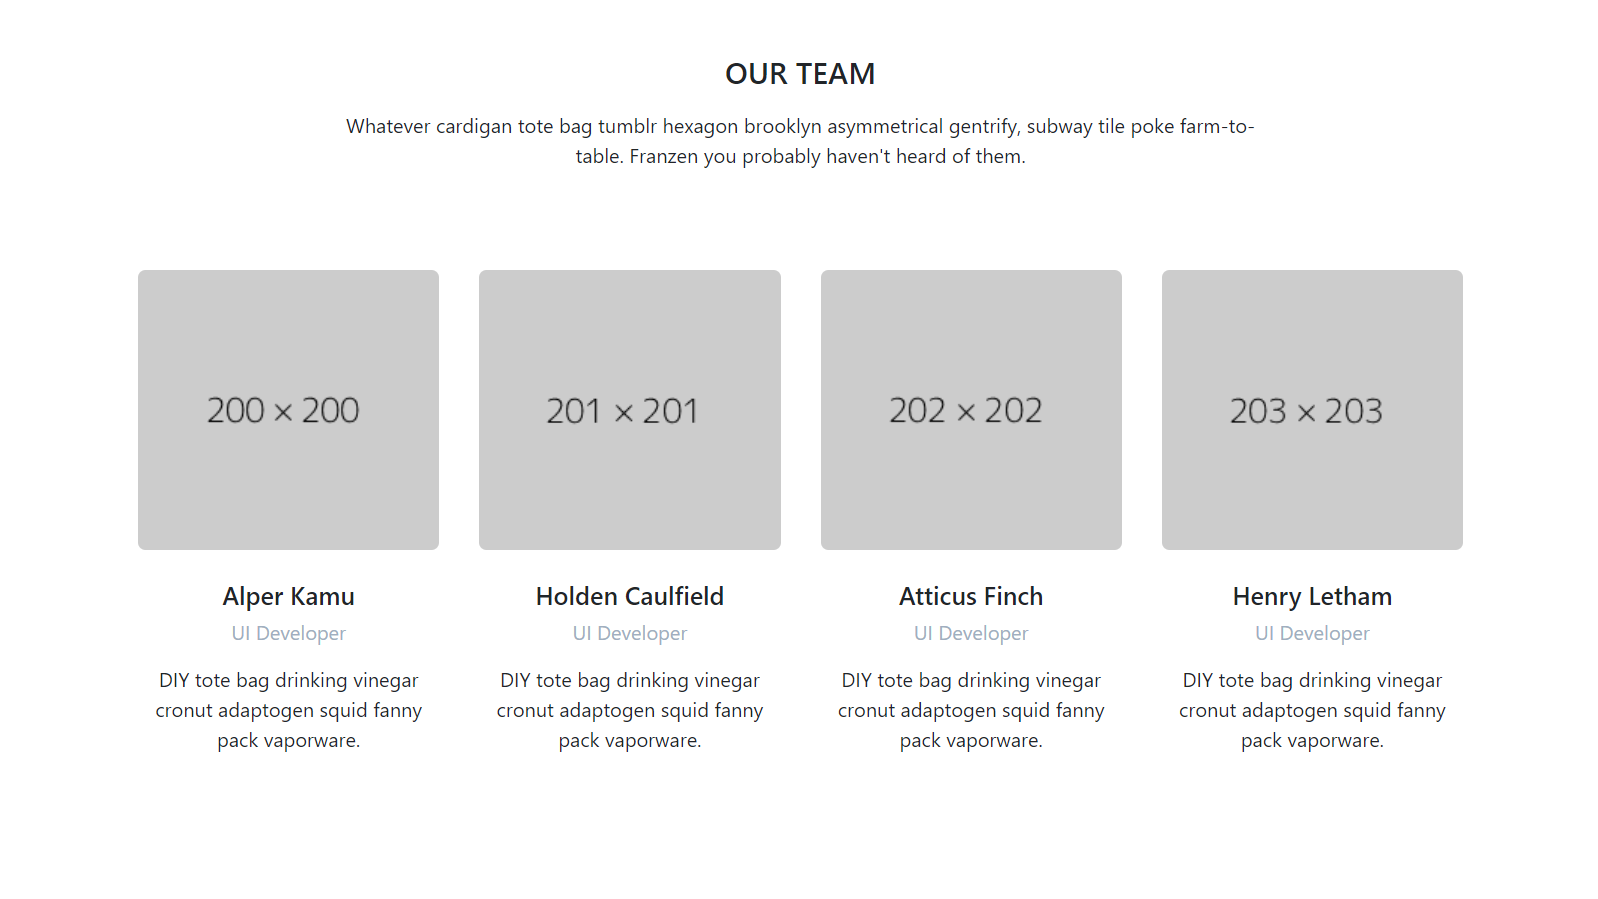 OUR TEAM
Whatever cardigan tote bag tumblr hexagon brooklyn asymmetrical gentrify, subway tile poke farm-to-
table. Franzen you probably haven't heard of them.
200 × 200
201 × 201
202 × 202
203 × 203
Alper Kamu
UI Developer
DIY tote bag drinking vinegar
cronut adaptogen squid fanny
pack vaporware.
Holden Caulfield
UI Developer
DIY tote bag drinking vinegar
cronut adaptogen squid fanny
pack vaporware.
Atticus Finch
UI Developer
DIY tote bag drinking vinegar
cronut adaptogen squid fanny
pack vaporware.
Henry Letham
UI Developer
DIY tote bag drinking vinegar
cronut adaptogen squid fanny
pack vaporware.